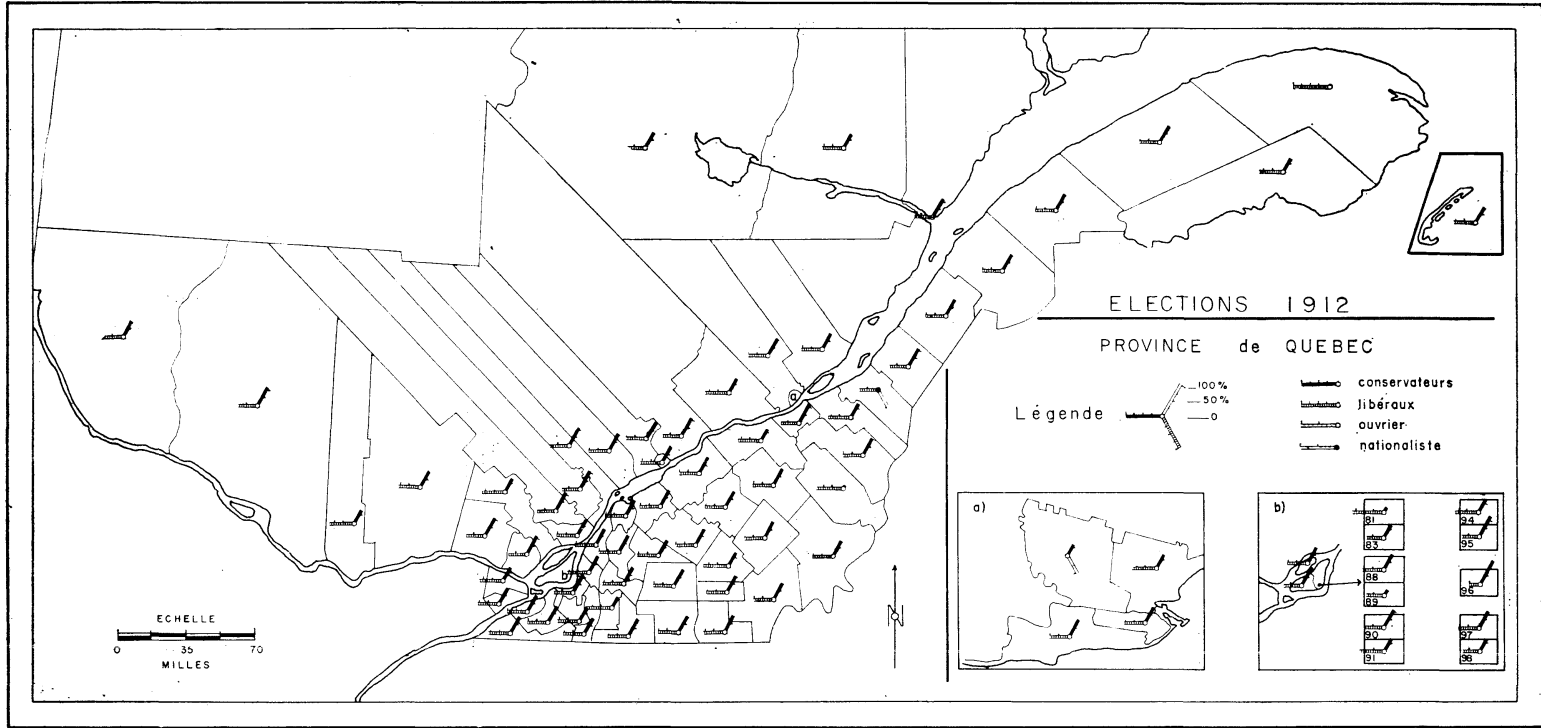 ELECTIONS 1912
PROVINCE de QUEBEC
Légende
100%
50%
0
conservateurs
libéraux
ouvrier
nationaliste
a
b
a)
b)
81
83
88
89
90
91
94
95
96
97
98
ECHELLE
0 35 70
MILLES
N